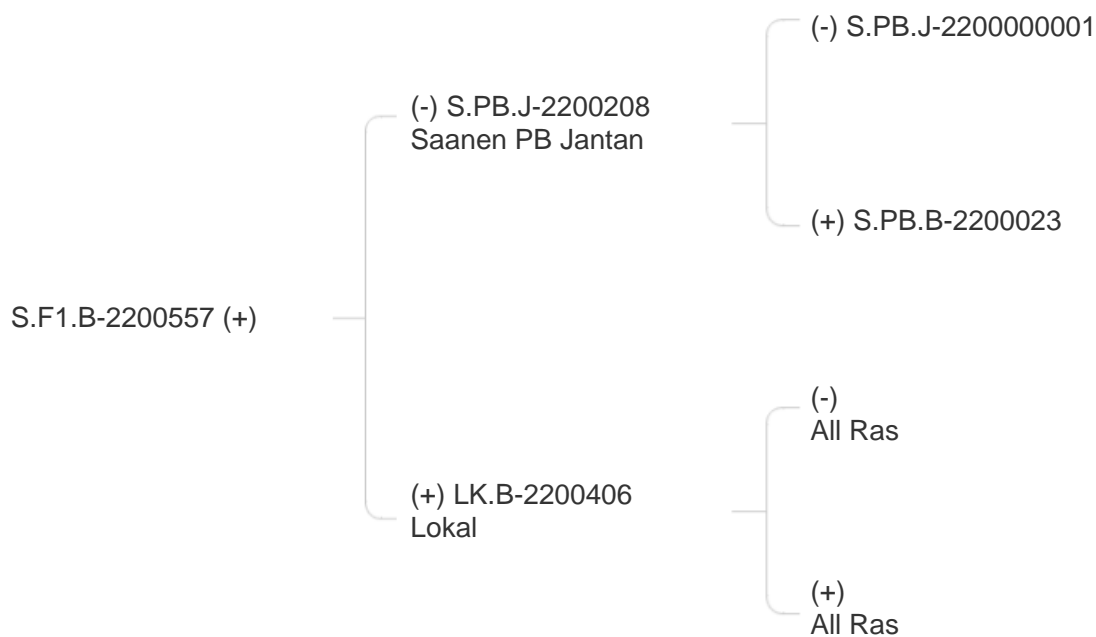 (-) S.PB.J-2200000001
(-) S.PB.J-2200208
Saanen PB Jantan
(+) S.PB.B-2200023
S.F1.B-2200557 (+)
(-)
All Ras
(+) LK.B-2200406
Lokal
(+)
All Ras